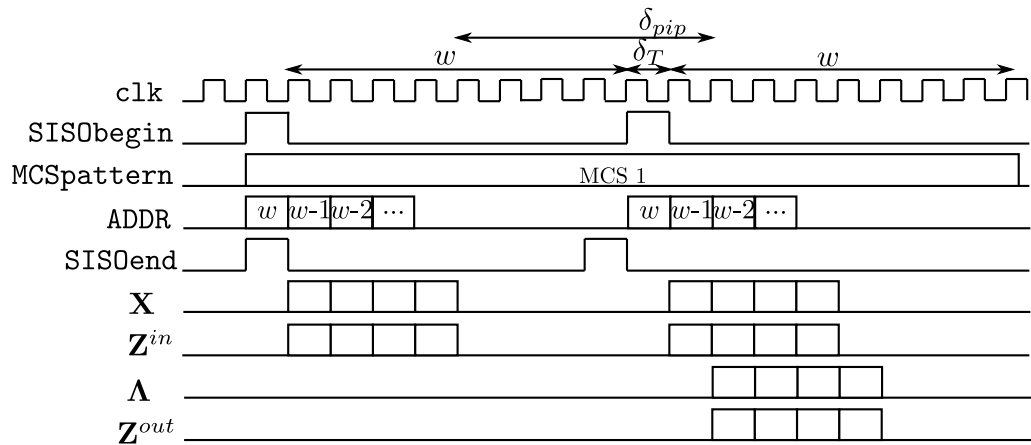 δ_pip
w δ_T w
clk
SISObegin
MCSpattern MCS 1
ADDR w w-1 w-2 ... w w-1 w-2 ...
SISOend
X
Z^in
Λ
Z^out